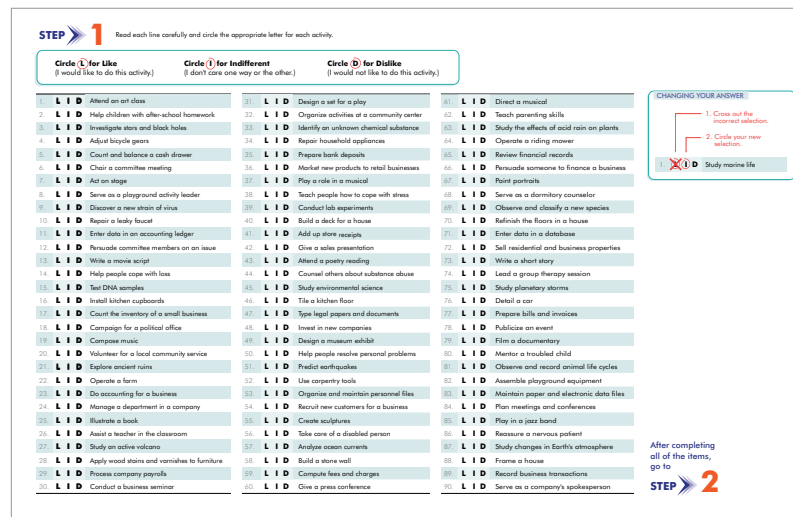 STEP 1
Read each line carefully and circle the appropriate letter for each activity.
Circle L for Like
(I would like to do this activity.)
Circle I for Indifferent
(I don't care one way or the other.)
Circle D for Dislike
(I would not like to do this activity.)
1. L I D Attend an art class
2. L I D Help children with after-school homework
3. L I D Investigate stars and black holes
4. L I D Adjust bicycle gears
5. L I D Count and balance a cash drawer
6. L I D Chair a committee meeting
7. L I D Act on stage
8. L I D Serve as a playground activity leader
9. L I D Discover a new strain of virus
10. L I D Repair a leaky faucet
11. L I D Enter data in an accounting ledger
12. L I D Persuade committee members on an issue
13. L I D Write a movie script
14. L I D Help people cope with loss
15. L I D Test DNA samples
16. L I D Install kitchen cupboards
17. L I D Count the inventory of a small business
18. L I D Campaign for a political office
19. L I D Compose music
20. L I D Volunteer for a local community service
21. L I D Explore ancient ruins
22. L I D Operate a farm
23. L I D Do accounting for a business
24. L I D Manage a department in a company
25. L I D Illustrate a book
26. L I D Assist a teacher in the classroom
27. L I D Study an active volcano
28. L I D Apply wood stains and varnishes to furniture
29. L I D Process company payrolls
30. L I D Conduct a business seminar
31. L I D Design a set for a play
32. L I D Organize activities at a community center
33. L I D Identify an unknown chemical substance
34. L I D Repair household appliances
35. L I D Prepare bank deposits
36. L I D Market new products to retail businesses
37. L I D Play a role in a musical
38. L I D Teach people how to cope with stress
39. L I D Conduct lab experiments
40. L I D Build a deck for a house
41. L I D Add up store receipts
42. L I D Give a sales presentation
43. L I D Attend a poetry reading
44. L I D Counsel others about substance abuse
45. L I D Study environmental science
46. L I D Tile a kitchen floor
47. L I D Type legal papers and documents
48. L I D Invest in new companies
49. L I D Design a museum exhibit
50. L I D Help people resolve personal problems
51. L I D Predict earthquakes
52. L I D Use carpentry tools
53. L I D Organize and maintain personnel files
54. L I D Recruit new customers for a business
55. L I D Create sculptures
56. L I D Take care of a disabled person
57. L I D Analyze ocean currents
58. L I D Build a stone wall
59. L I D Compute fees and charges
60. L I D Give a press conference
61. L I D Direct a musical
62. L I D Teach parenting skills
63. L I D Study the effects of acid rain on plants
64. L I D Operate a riding mower
65. L I D Review financial records
66. L I D Persuade someone to finance a business
67. L I D Paint portraits
68. L I D Serve as a dormitory counselor
69. L I D Observe and classify a new species
70. L I D Refinish the floors in a house
71. L I D Enter data in a database
72. L I D Sell residential and business properties
73. L I D Write a short story
74. L I D Lead a group therapy session
75. L I D Study planetary storms
76. L I D Detail a car
77. L I D Prepare bills and invoices
78. L I D Publicize an event
79. L I D Film a documentary
80. L I D Mentor a troubled child
81. L I D Observe and record animal life cycles
82. L I D Assemble playground equipment
83. L I D Maintain paper and electronic data files
84. L I D Plan meetings and conferences
85. L I D Play in a jazz band
86. L I D Reassure a nervous patient
87. L I D Study changes in Earth's atmosphere
88. L I D Frame a house
89. L I D Record business transactions
90. L I D Serve as a company's spokesperson
CHANGING YOUR ANSWER
1. Cross out the
incorrect selection.
2. Circle your new
selection.
1. L I D Study marine life
After completing
all of the items,
go to
STEP 2